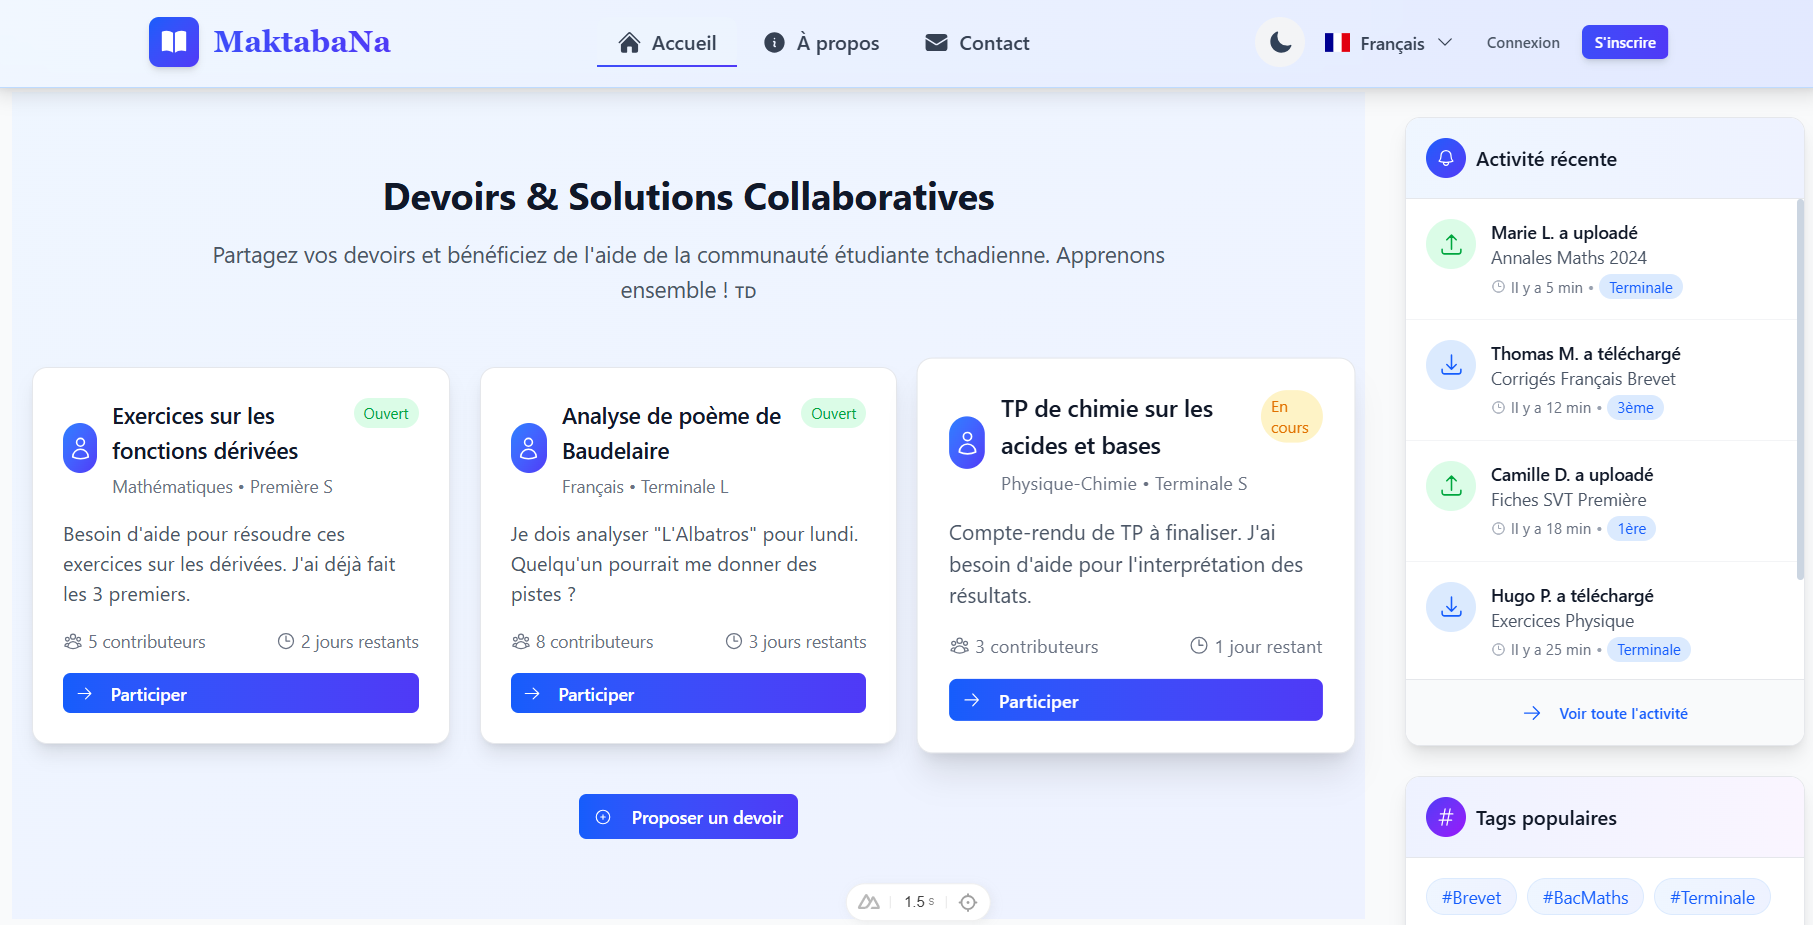 MaktabaNa
Accueil
À propos
Contact
Français
Connexion
S'inscrire
Devoirs & Solutions Collaboratives
Partagez vos devoirs et bénéficiez de l'aide de la communauté étudiante tchadienne. Apprenons
ensemble ! TD
Exercices sur les
fonctions dérivées
Ouvert
Mathématiques • Première S
Besoin d'aide pour résoudre ces
exercices sur les dérivées. J'ai déjà fait
les 3 premiers.
5 contributeurs
2 jours restants
Participer
Analyse de poème de
Baudelaire
Ouvert
Français • Terminale L
Je dois analyser "L'Albatros" pour lundi.
Quelqu'un pourrait me donner des
pistes ?
8 contributeurs
3 jours restants
Participer
TP de chimie sur les
acides et bases
En
cours
Physique-Chimie • Terminale S
Compte-rendu de TP à finaliser. J'ai
besoin d'aide pour l'interprétation des
résultats.
3 contributeurs
1 jour restant
Participer
Proposer un devoir
1.5 s
Activité récente
Marie L. a uploadé
Annales Maths 2024
Il y a 5 min • Terminale
Thomas M. a téléchargé
Corrigés Français Brevet
Il y a 12 min • 3ème
Camille D. a uploadé
Fiches SVT Première
Il y a 18 min • 1ère
Hugo P. a téléchargé
Exercices Physique
Il y a 25 min • Terminale
Voir toute l'activité
# Tags populaires
#Brevet
#BacMaths
#Terminale